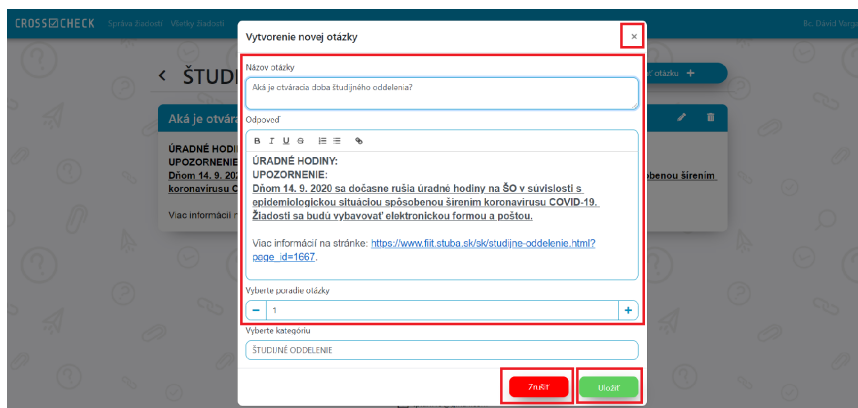 CROSS CHECK Správa žiadostí Všetky žiadosti Bc. Dávid Varga
Vytvorenie novej otázky ×
ŠTUDI otázku +
Názov otázky
Aká je otváracia doba študijného oddelenia?
Aká je otvára
Odpoveď
B I U S
ÚRADNÉ HODI
UPOZORNENIE
Dňom 14. 9. 202 benou šírením
koronavírusu C
Viac informácií n
ÚRADNÉ HODINY:
UPOZORNENIE:
Dňom 14. 9. 2020 sa dočasne rušia úradné hodiny na ŠO v súvislosti s
epidemiologickou situáciou spôsobenou šírením koronavírusu COVID-19.
Žiadosti sa budú vybavovať elektronickou formou a poštou.
Viac informácií na stránke: https://www.fiit.stuba.sk/sk/studijne-oddelenie.html?
page_id=1667.
Vyberte poradie otázky
− 1 +
Vyberte kategóriu
ŠTUDIJNÉ ODDELENIE
Zrušiť Uložiť